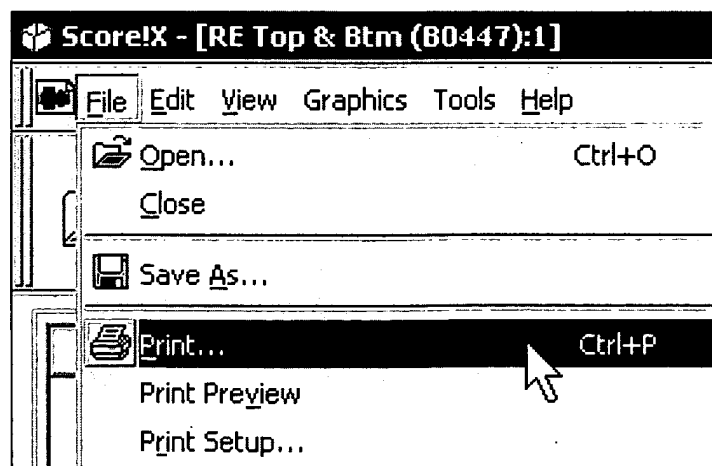 Score!X - [RE Top & Btm (B0447):1]
File Edit View Graphics Tools Help
Open... Ctrl+O
Close
Save As...
Print... Ctrl+P
Print Preview
Print Setup...